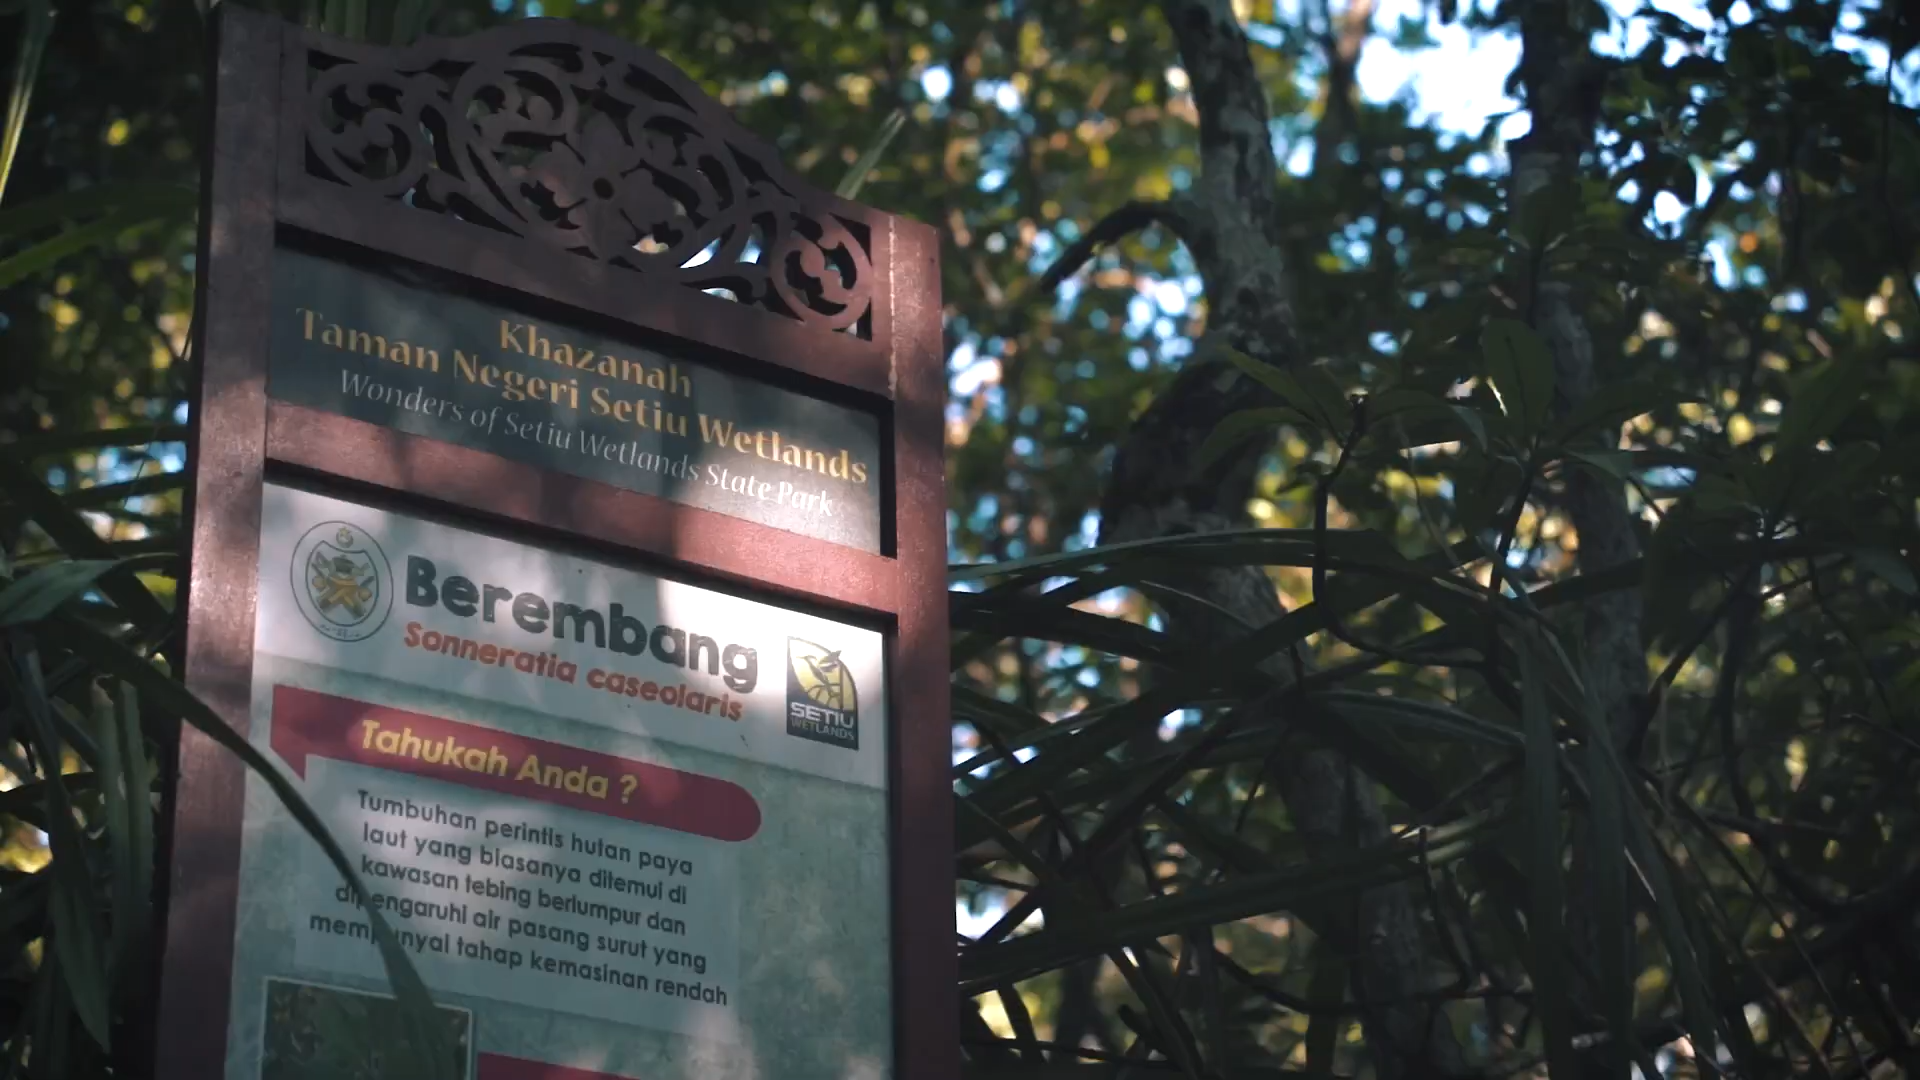 Khazanah
Taman Negeri Setiu Wetlands
Wonders of Setiu Wetlands State Park
Berembang
Sonneratia caseolaris
SETIU
WETLANDS
Tahukah Anda ?
Tumbuhan perintis hutan paya
laut yang biasanya ditemui di
kawasan tebing berlumpur dan
dipengaruhi air pasang surut yang
mempunyai tahap kemasinan rendah